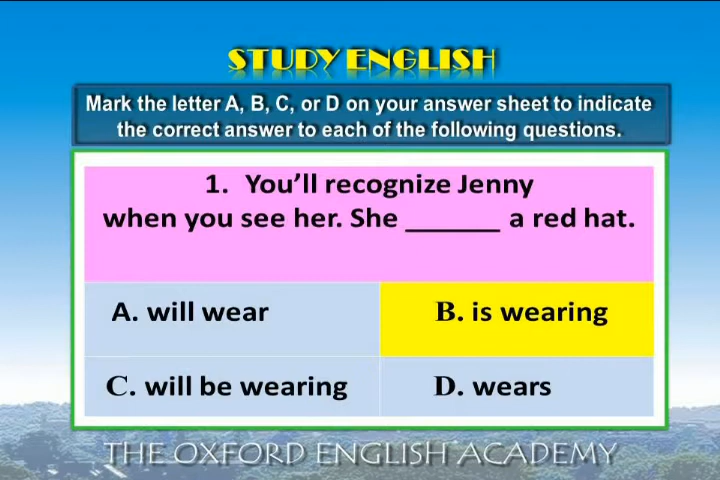 STUDY ENGLISH
Mark the letter A, B, C, or D on your answer sheet to indicate
the correct answer to each of the following questions.
1. You'll recognize Jenny
when you see her. She ______ a red hat.
A. will wear
B. is wearing
C. will be wearing
D. wears
THE OXFORD ENGLISH ACADEMY